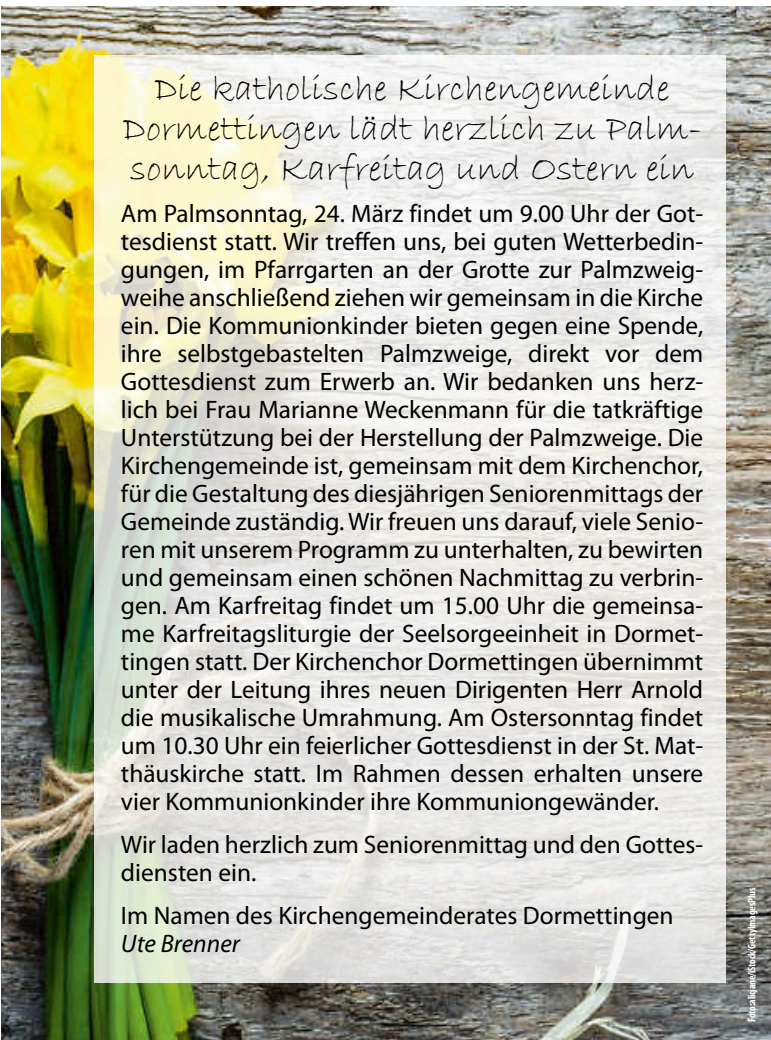 Die katholische Kirchengemeinde
Dormettingen lädt herzlich zu Palm-
sonntag, Karfreitag und Ostern ein
Am Palmsonntag, 24. März findet um 9.00 Uhr der Got-
tesdienst statt. Wir treffen uns, bei guten Wetterbedin-
gungen, im Pfarrgarten an der Grotte zur Palmzweig-
weihe anschließend ziehen wir gemeinsam in die Kirche
ein. Die Kommunionkinder bieten gegen eine Spende,
ihre selbstgebastelten Palmzweige, direkt vor dem
Gottesdienst zum Erwerb an. Wir bedanken uns herz-
lich bei Frau Marianne Weckenmann für die tatkräftige
Unterstützung bei der Herstellung der Palmzweige. Die
Kirchengemeinde ist, gemeinsam mit dem Kirchenchor,
für die Gestaltung des diesjährigen Seniorenmittags der
Gemeinde zuständig. Wir freuen uns darauf, viele Senio-
ren mit unserem Programm zu unterhalten, zu bewirten
und gemeinsam einen schönen Nachmittag zu verbrin-
gen. Am Karfreitag findet um 15.00 Uhr die gemeinsa-
me Karfreitagsliturgie der Seelsorgeeinheit in Dormet-
tingen statt. Der Kirchenchor Dormettingen übernimmt
unter der Leitung ihres neuen Dirigenten Herr Arnold
die musikalische Umrahmung. Am Ostersonntag findet
um 10.30 Uhr ein feierlicher Gottesdienst in der St. Mat-
thäuskirche statt. Im Rahmen dessen erhalten unsere
vier Kommunionkinder ihre Kommuniongewänder.
Wir laden herzlich zum Seniorenmittag und den Gottes-
diensten ein.
Im Namen des Kirchengemeinderates Dormettingen
Ute Brenner
Foto:aliqjane/iStock/GettyImagesPlus